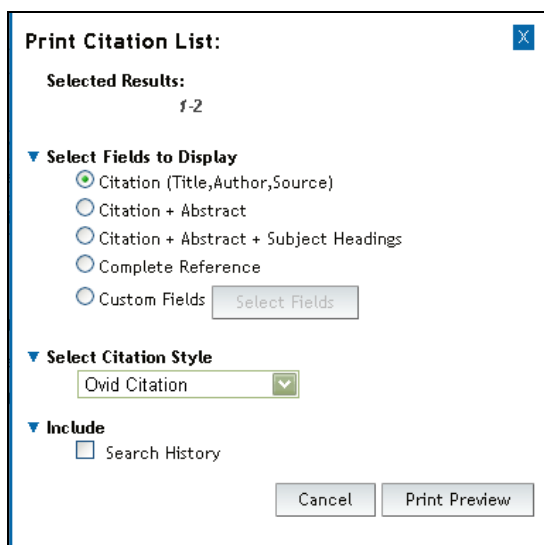 Print Citation List:
X
Selected Results:
1-2
Select Fields to Display
Citation (Title,Author,Source)
Citation + Abstract
Citation + Abstract + Subject Headings
Complete Reference
Custom Fields Select Fields
Select Citation Style
Ovid Citation
Include
Search History
Cancel Print Preview